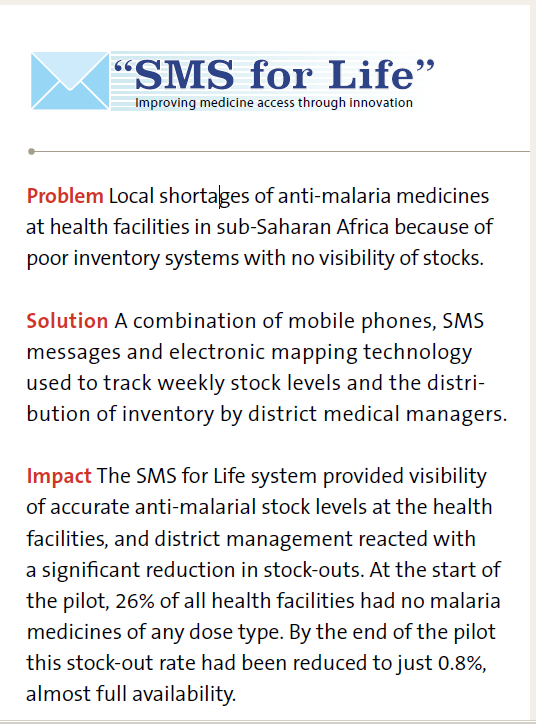 “SMS for Life”
Improving medicine access through innovation
Problem Local shortages of anti-malaria medicines
at health facilities in sub-Saharan Africa because of
poor inventory systems with no visibility of stocks.
Solution A combination of mobile phones, SMS
messages and electronic mapping technology
used to track weekly stock levels and the distri-
bution of inventory by district medical managers.
Impact The SMS for Life system provided visibility
of accurate anti-malarial stock levels at the health
facilities, and district management reacted with
a significant reduction in stock-outs. At the start of
the pilot, 26% of all health facilities had no malaria
medicines of any dose type. By the end of the pilot
this stock-out rate had been reduced to just 0.8%,
almost full availability.